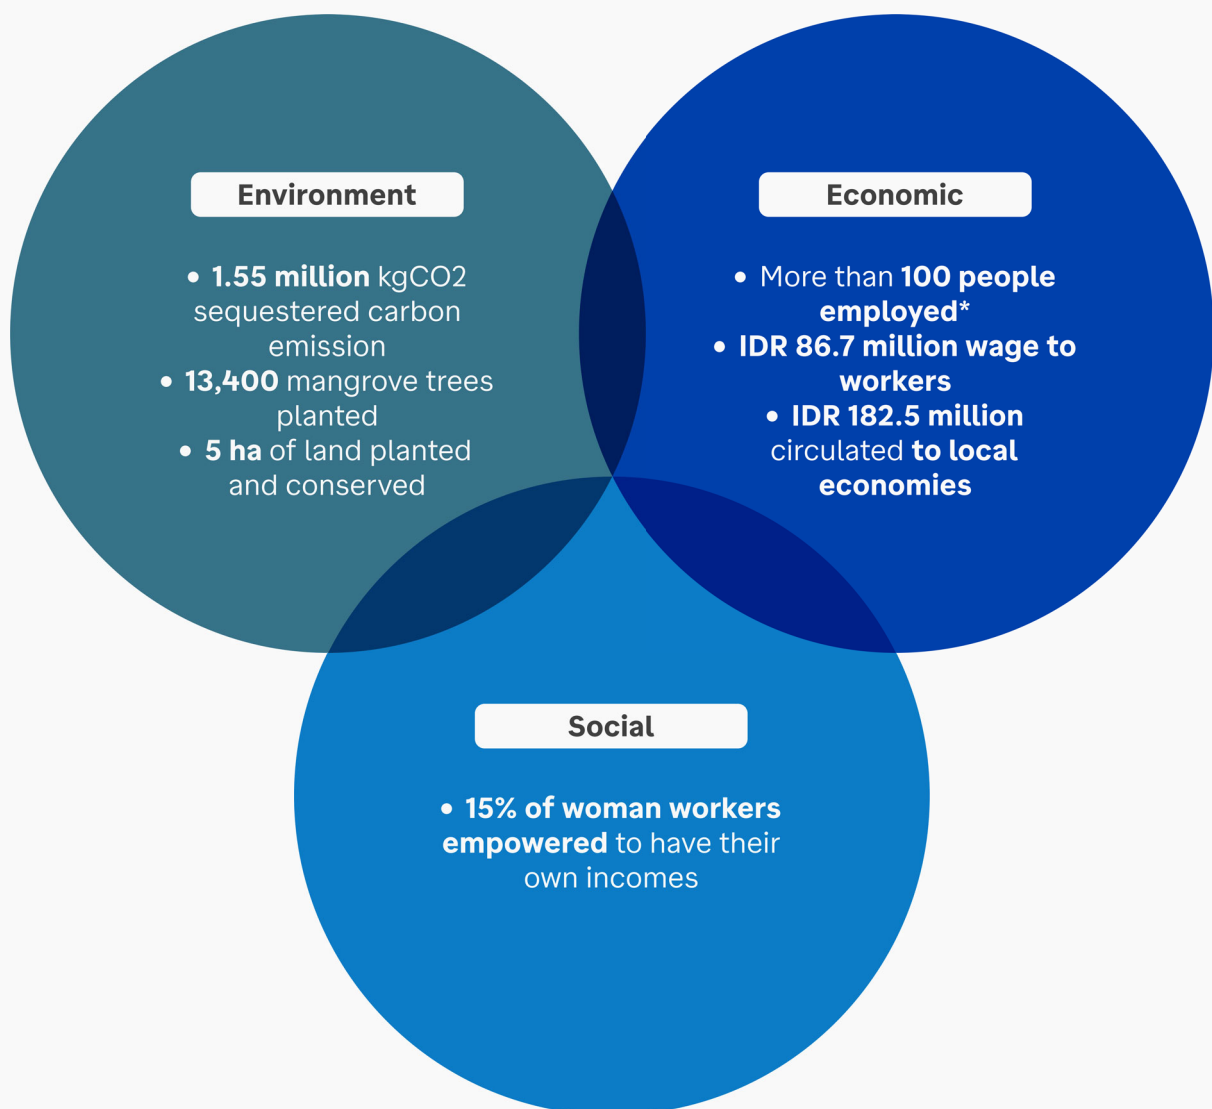 Environment
• 1.55 million kgCO2
sequestered carbon
emission
• 13,400 mangrove trees
planted
• 5 ha of land planted
and conserved
Economic
• More than 100 people
employed*
• IDR 86.7 million wage to
workers
• IDR 182.5 million
circulated to local
economies
Social
• 15% of woman workers
empowered to have their
own incomes